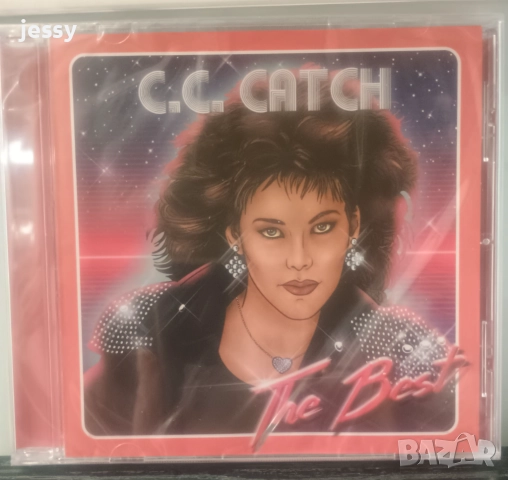 jessy
C.C. CATCH
The Best
BAZAR